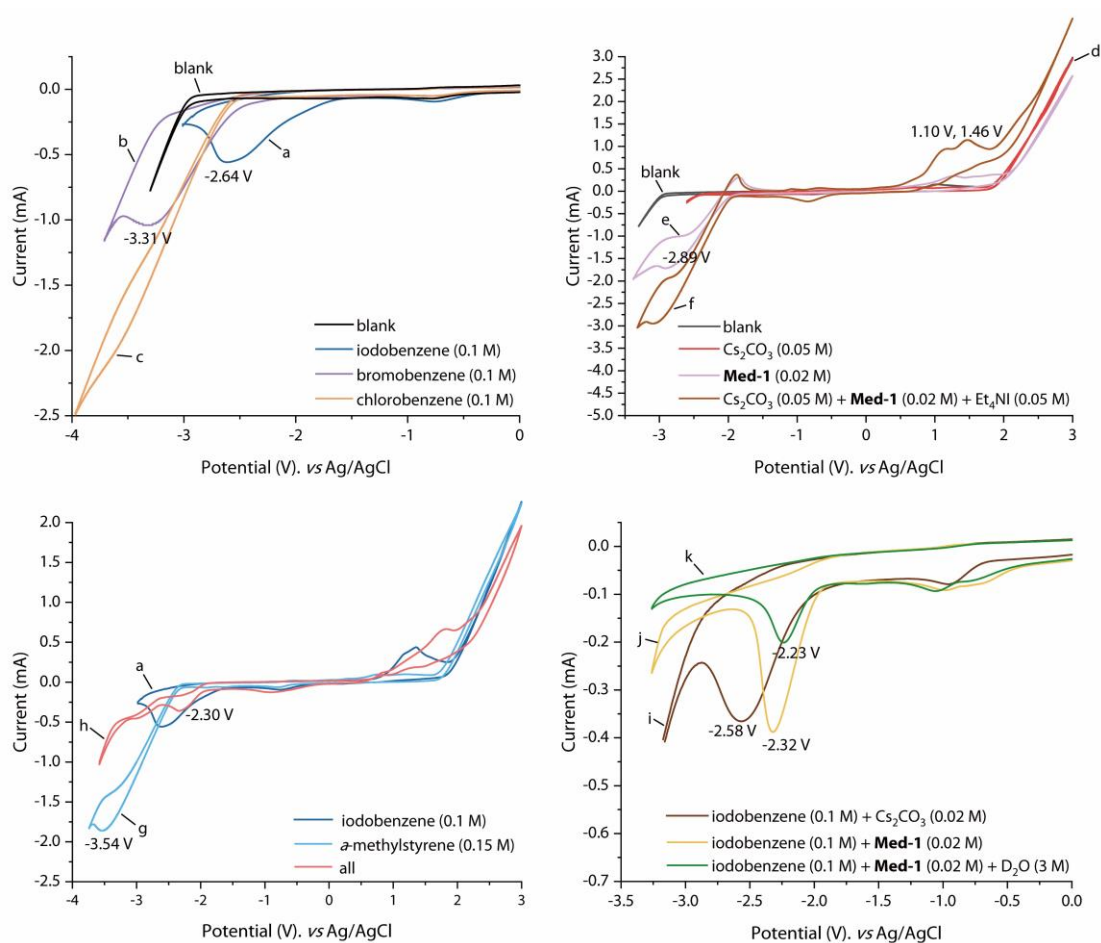 0.0
-0.5
-1.0
-1.5
-2.0
-2.5
Current (mA)
-4
-3
-2
-1
0
Potential (V). vs Ag/AgCl
blank
b
a
-2.64 V
-3.31 V
c
blank
iodobenzene (0.1 M)
bromobenzene (0.1 M)
chlorobenzene (0.1 M)
3.0
2.5
2.0
1.5
1.0
0.5
0.0
-0.5
-1.0
-1.5
-2.0
-2.5
-3.0
-3.5
-4.0
-4.5
-5.0
Current (mA)
-3
-2
-1
0
1
2
3
Potential (V). vs Ag/AgCl
d
1.10 V, 1.46 V
blank
e
-2.89 V
f
blank
Cs₂CO₃ (0.05 M)
Med-1 (0.02 M)
Cs₂CO₃ (0.05 M) + Med-1 (0.02 M) + Et₄NI (0.05 M)
2.0
1.5
1.0
0.5
0.0
-0.5
-1.0
-1.5
-2.0
-2.5
Current (mA)
-4
-3
-2
-1
0
1
2
3
Potential (V). vs Ag/AgCl
a
-2.30 V
h
g
-3.54 V
iodobenzene (0.1 M)
a-methylstyrene (0.15 M)
all
0.0
-0.1
-0.2
-0.3
-0.4
-0.5
-0.6
-0.7
Current (mA)
-3.5
-3.0
-2.5
-2.0
-1.5
-1.0
-0.5
0.0
Potential (V). vs Ag/AgCl
k
j
-2.23 V
i
-2.58 V
-2.32 V
iodobenzene (0.1 M) + Cs₂CO₃ (0.02 M)
iodobenzene (0.1 M) + Med-1 (0.02 M)
iodobenzene (0.1 M) + Med-1 (0.02 M) + D₂O (3 M)